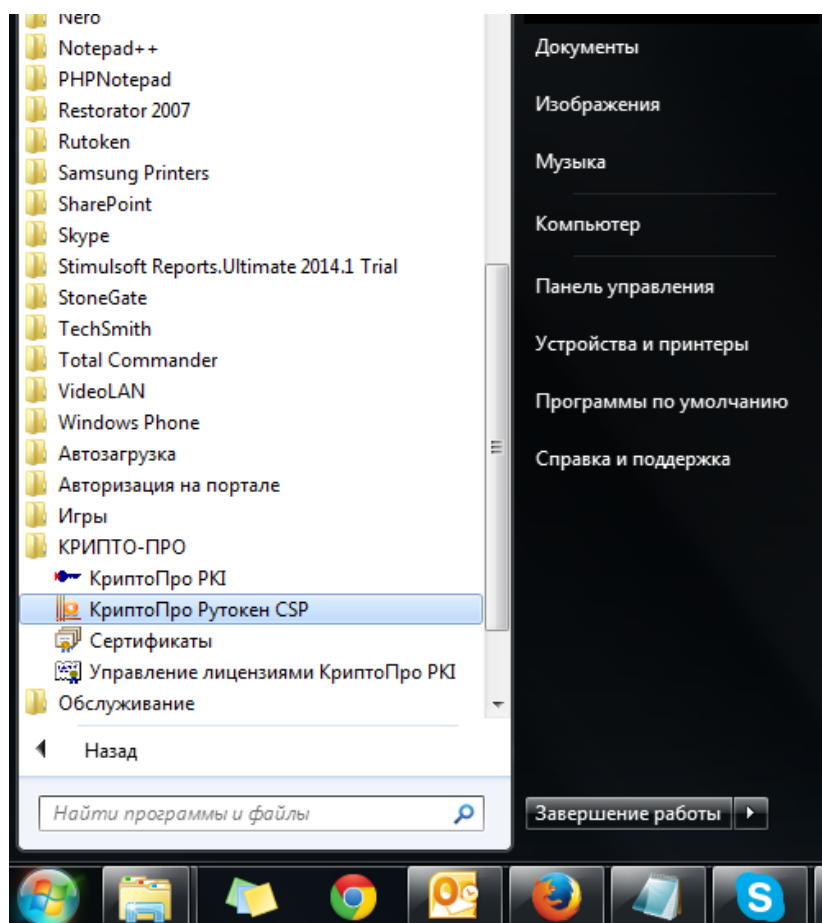 Nero
Notepad++
PHPNotepad
Restorator 2007
Rutoken
Samsung Printers
SharePoint
Skype
Stimulsoft Reports.Ultimate 2014.1 Trial
StoneGate
TechSmith
Total Commander
VideoLAN
Windows Phone
Автозагрузка
Авторизация на портале
Игры
КРИПТО-ПРО
КриптоПро PKI
КриптоПро Рутокен CSP
Сертификаты
Управление лицензиями КриптоПро PKI
Обслуживание
Назад
Найти программы и файлы
Документы
Изображения
Музыка
Компьютер
Панель управления
Устройства и принтеры
Программы по умолчанию
Справка и поддержка
Завершение работы